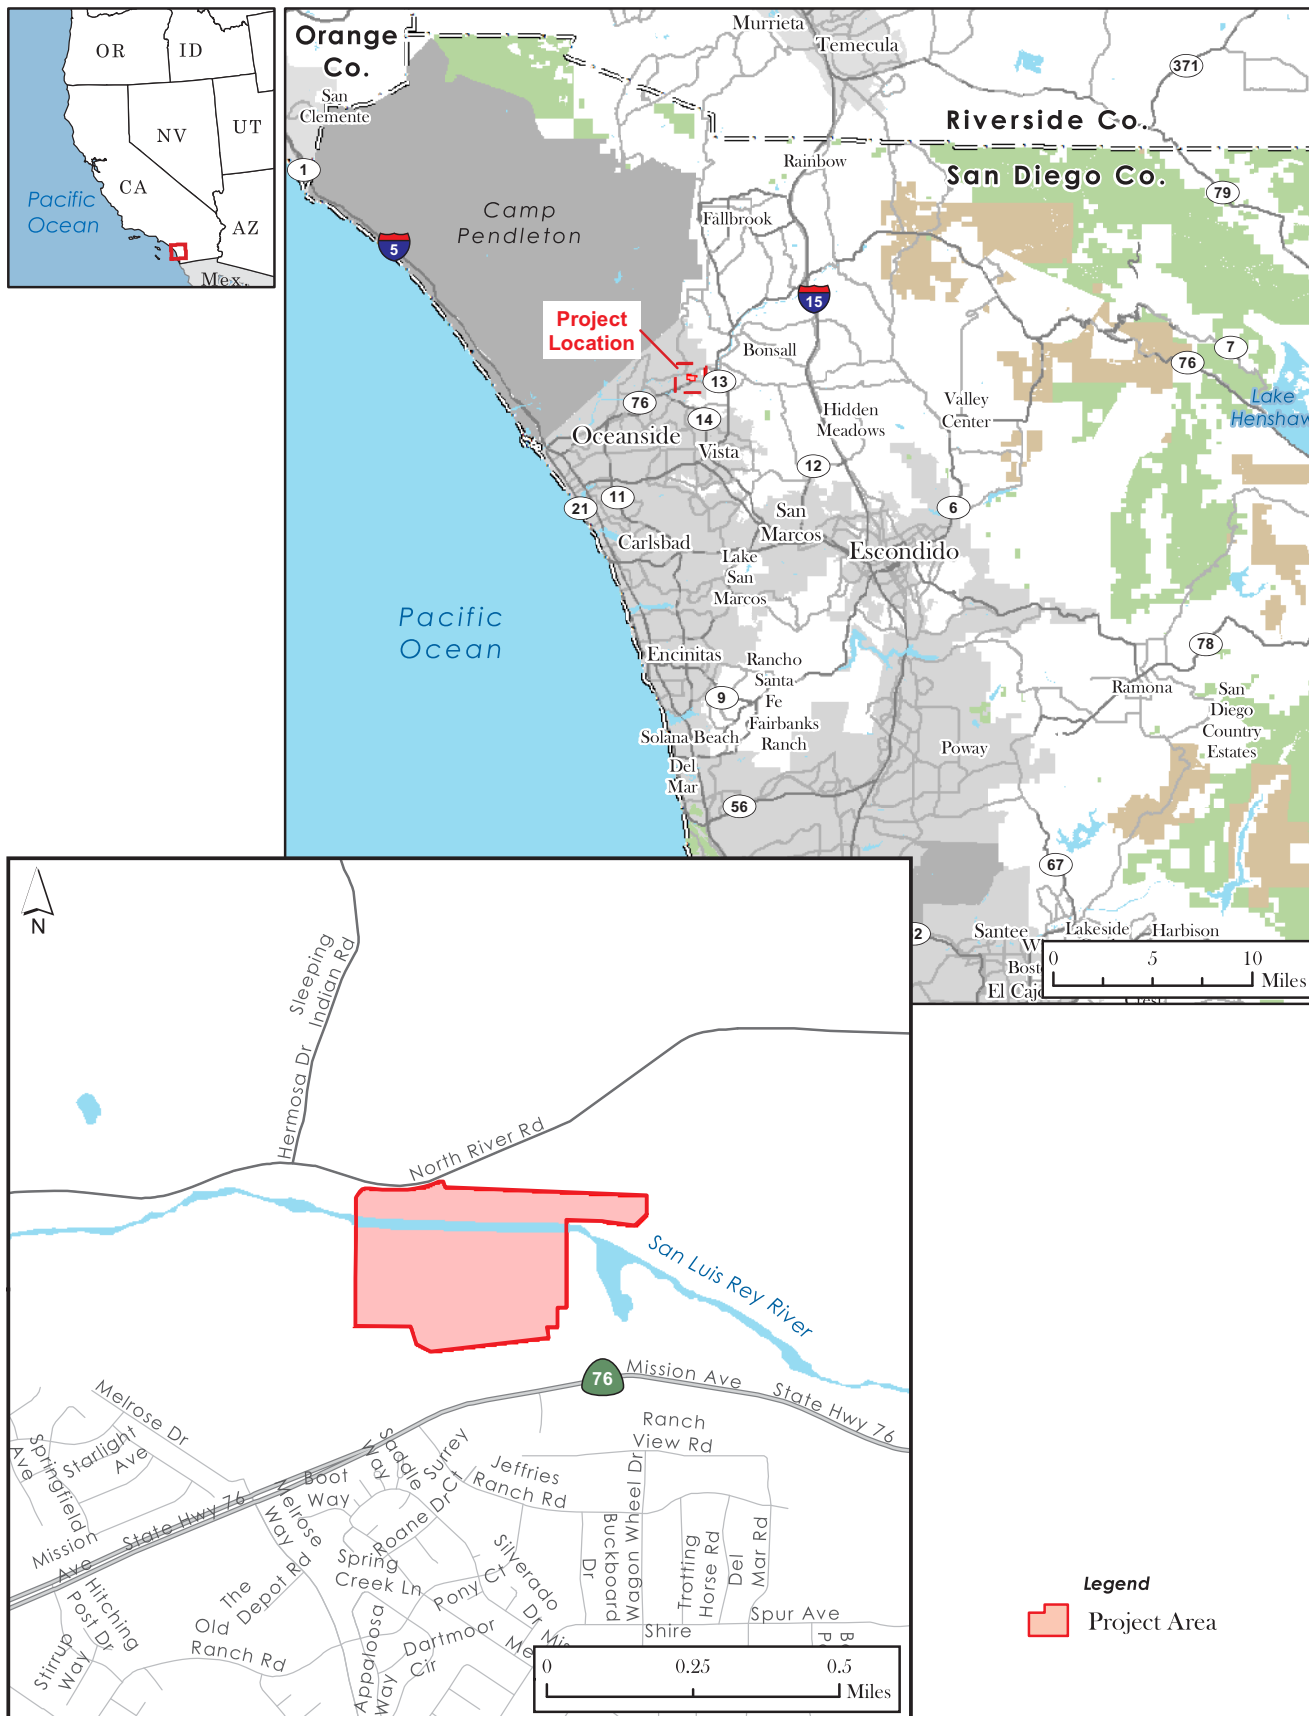 OR
ID
NV
UT
CA
AZ
Pacific
Ocean
Mex.
Orange
Co.
San
Clemente
Murrieta
Temecula
371
Riverside Co.
San Diego Co.
1
Rainbow
79
Camp
Pendleton
Fallbrook
5
15
Project
Location
Bonsall
7
76
13
76
14
Lake
Henshaw
Valley
Center
Hidden
Meadows
Oceanside
Vista
12
11
21
6
San
Marcos
Carlsbad
Escondido
Lake
San
Marcos
Pacific
Ocean
Encinitas
Rancho
Santa
Fe
78
Ramona
9
San
Diego
Country
Estates
Fairbanks
Ranch
Solana Beach
Poway
Del
Mar
56
67
2
Santee
Lakeside
Harbison
El Cajo
0 5 10
Miles
N
Sleeping
Indian Rd
Hermosa Dr
North River Rd
San Luis Rey River
76
Mission Ave
State Hwy 76
Melrose Dr
Springfield
Ave
Starlight
Ave
Saddle
Way
Surrey
Ct
Ranch
View Rd
Jeffries
Ranch Rd
Boot
Way
Melrose
Way
State Hwy 76
Mission
Ave
Roane Dr
Buckboard
Dr
Wagon Wheel Dr
Trotting
Horse Rd
Del
Mar Rd
Spring
Creek Ln
Silverado
Dr
Pony Ct
The
Depot Rd
Hitching
Post Dr
Old
Ranch Rd
Stirrup
Way
Appaloosa
Way
Dartmoor
Cir
Spur Ave
Shire
0 0.25 0.5
Miles
Legend
Project Area